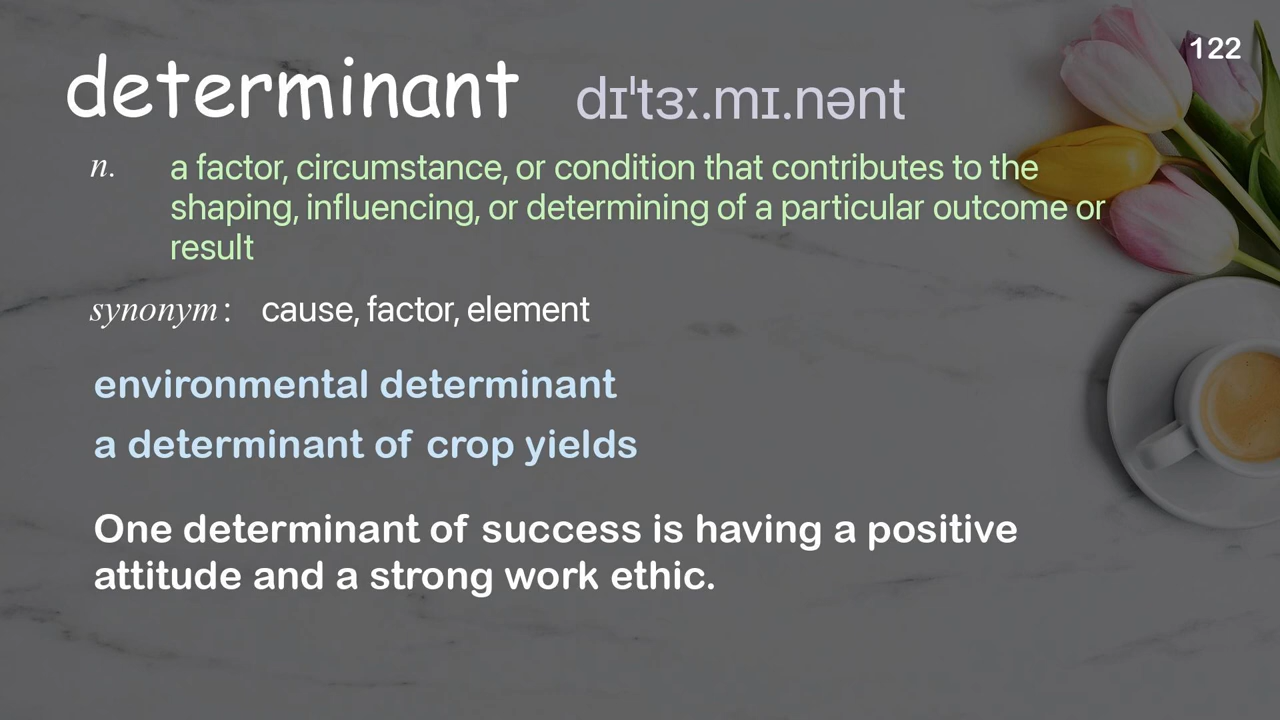 122
determinant dɪˈtɜː.mɪ.nənt
n. a factor, circumstance, or condition that contributes to the
shaping, influencing, or determining of a particular outcome or
result
synonym: cause, factor, element
environmental determinant
a determinant of crop yields
One determinant of success is having a positive
attitude and a strong work ethic.